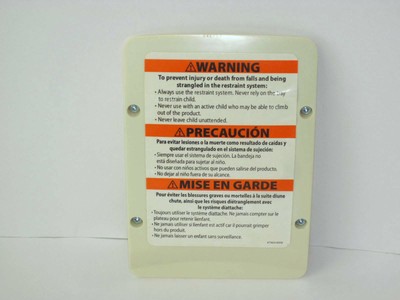 WARNING
To prevent injury or death from falls and being
strangled in the restraint system:
• Always use the restraint system. Never rely on the tray
to restrain child.
• Never use with an active child who may be able to climb
out of the product.
• Never leave child unattended.
PRECAUCIÓN
Para evitar lesiones o la muerte como resultado de caídas y
quedar estrangulado en el sistema de sujeción:
• Siempre usar el sistema de sujeción. La bandeja no
está diseñada para sujetar al niño.
• No usar con niños activos que pueden salirse del producto.
• No dejar al niño fuera de su alcance.
MISE EN GARDE
Pour éviter les blessures graves ou mortelles à la suite d'une
chute, ainsi que les risques d'étranglement avec
le système d'attache:
• Toujours utiliser le système d'attache. Ne jamais compter sur le
plateau pour retenir l'enfant.
• Ne jamais utiliser si l'enfant est actif car il pourrait grimper
hors du produit.
• Ne jamais laisser un enfant sans surveillance.